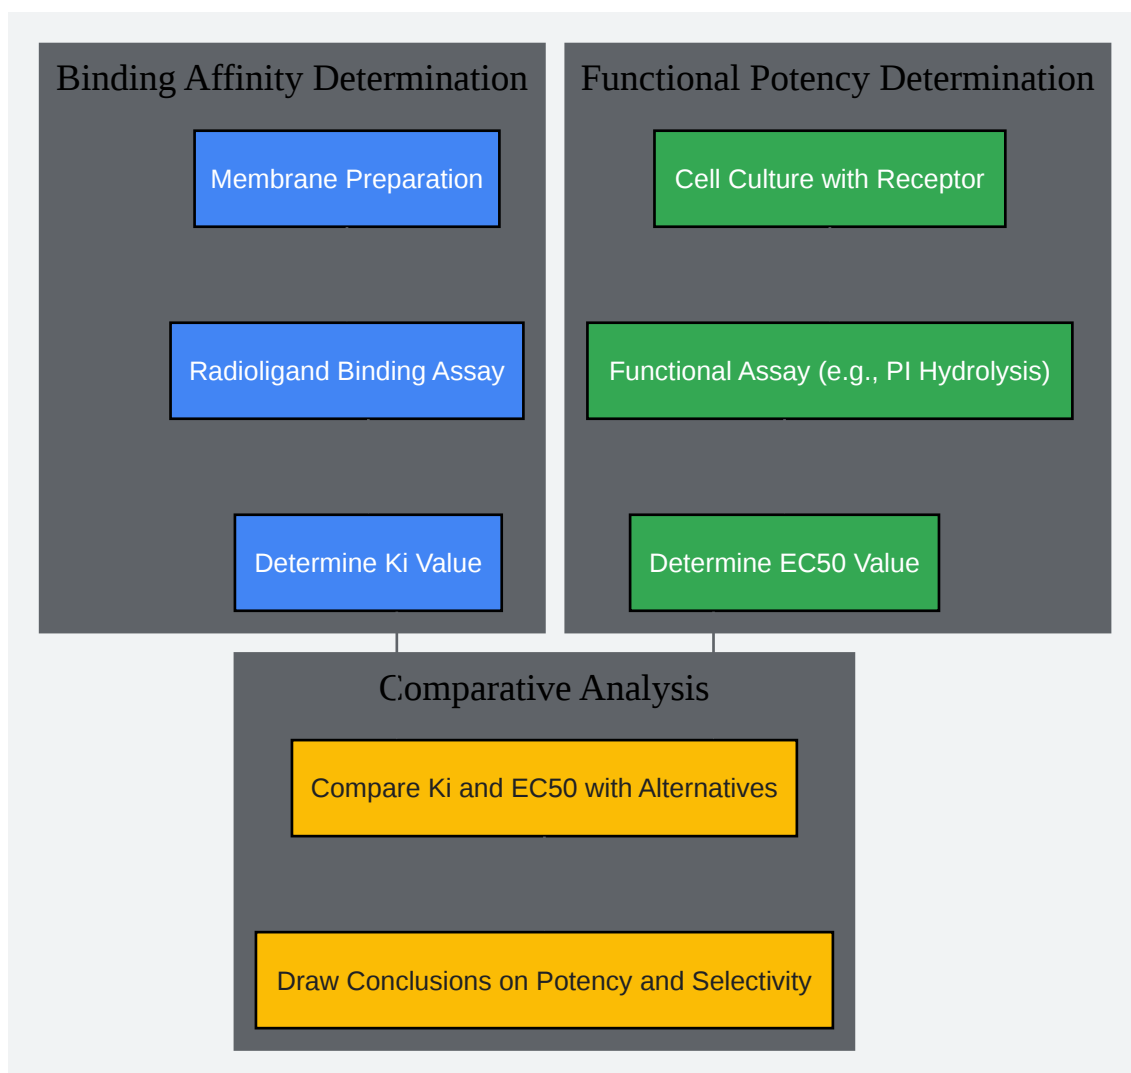 Binding Affinity Determination
Membrane Preparation
Radioligand Binding Assay
Determine Ki Value
Functional Potency Determination
Cell Culture with Receptor
Functional Assay (e.g., PI Hydrolysis)
Determine EC50 Value
Comparative Analysis
Compare Ki and EC50 with Alternatives
Draw Conclusions on Potency and Selectivity